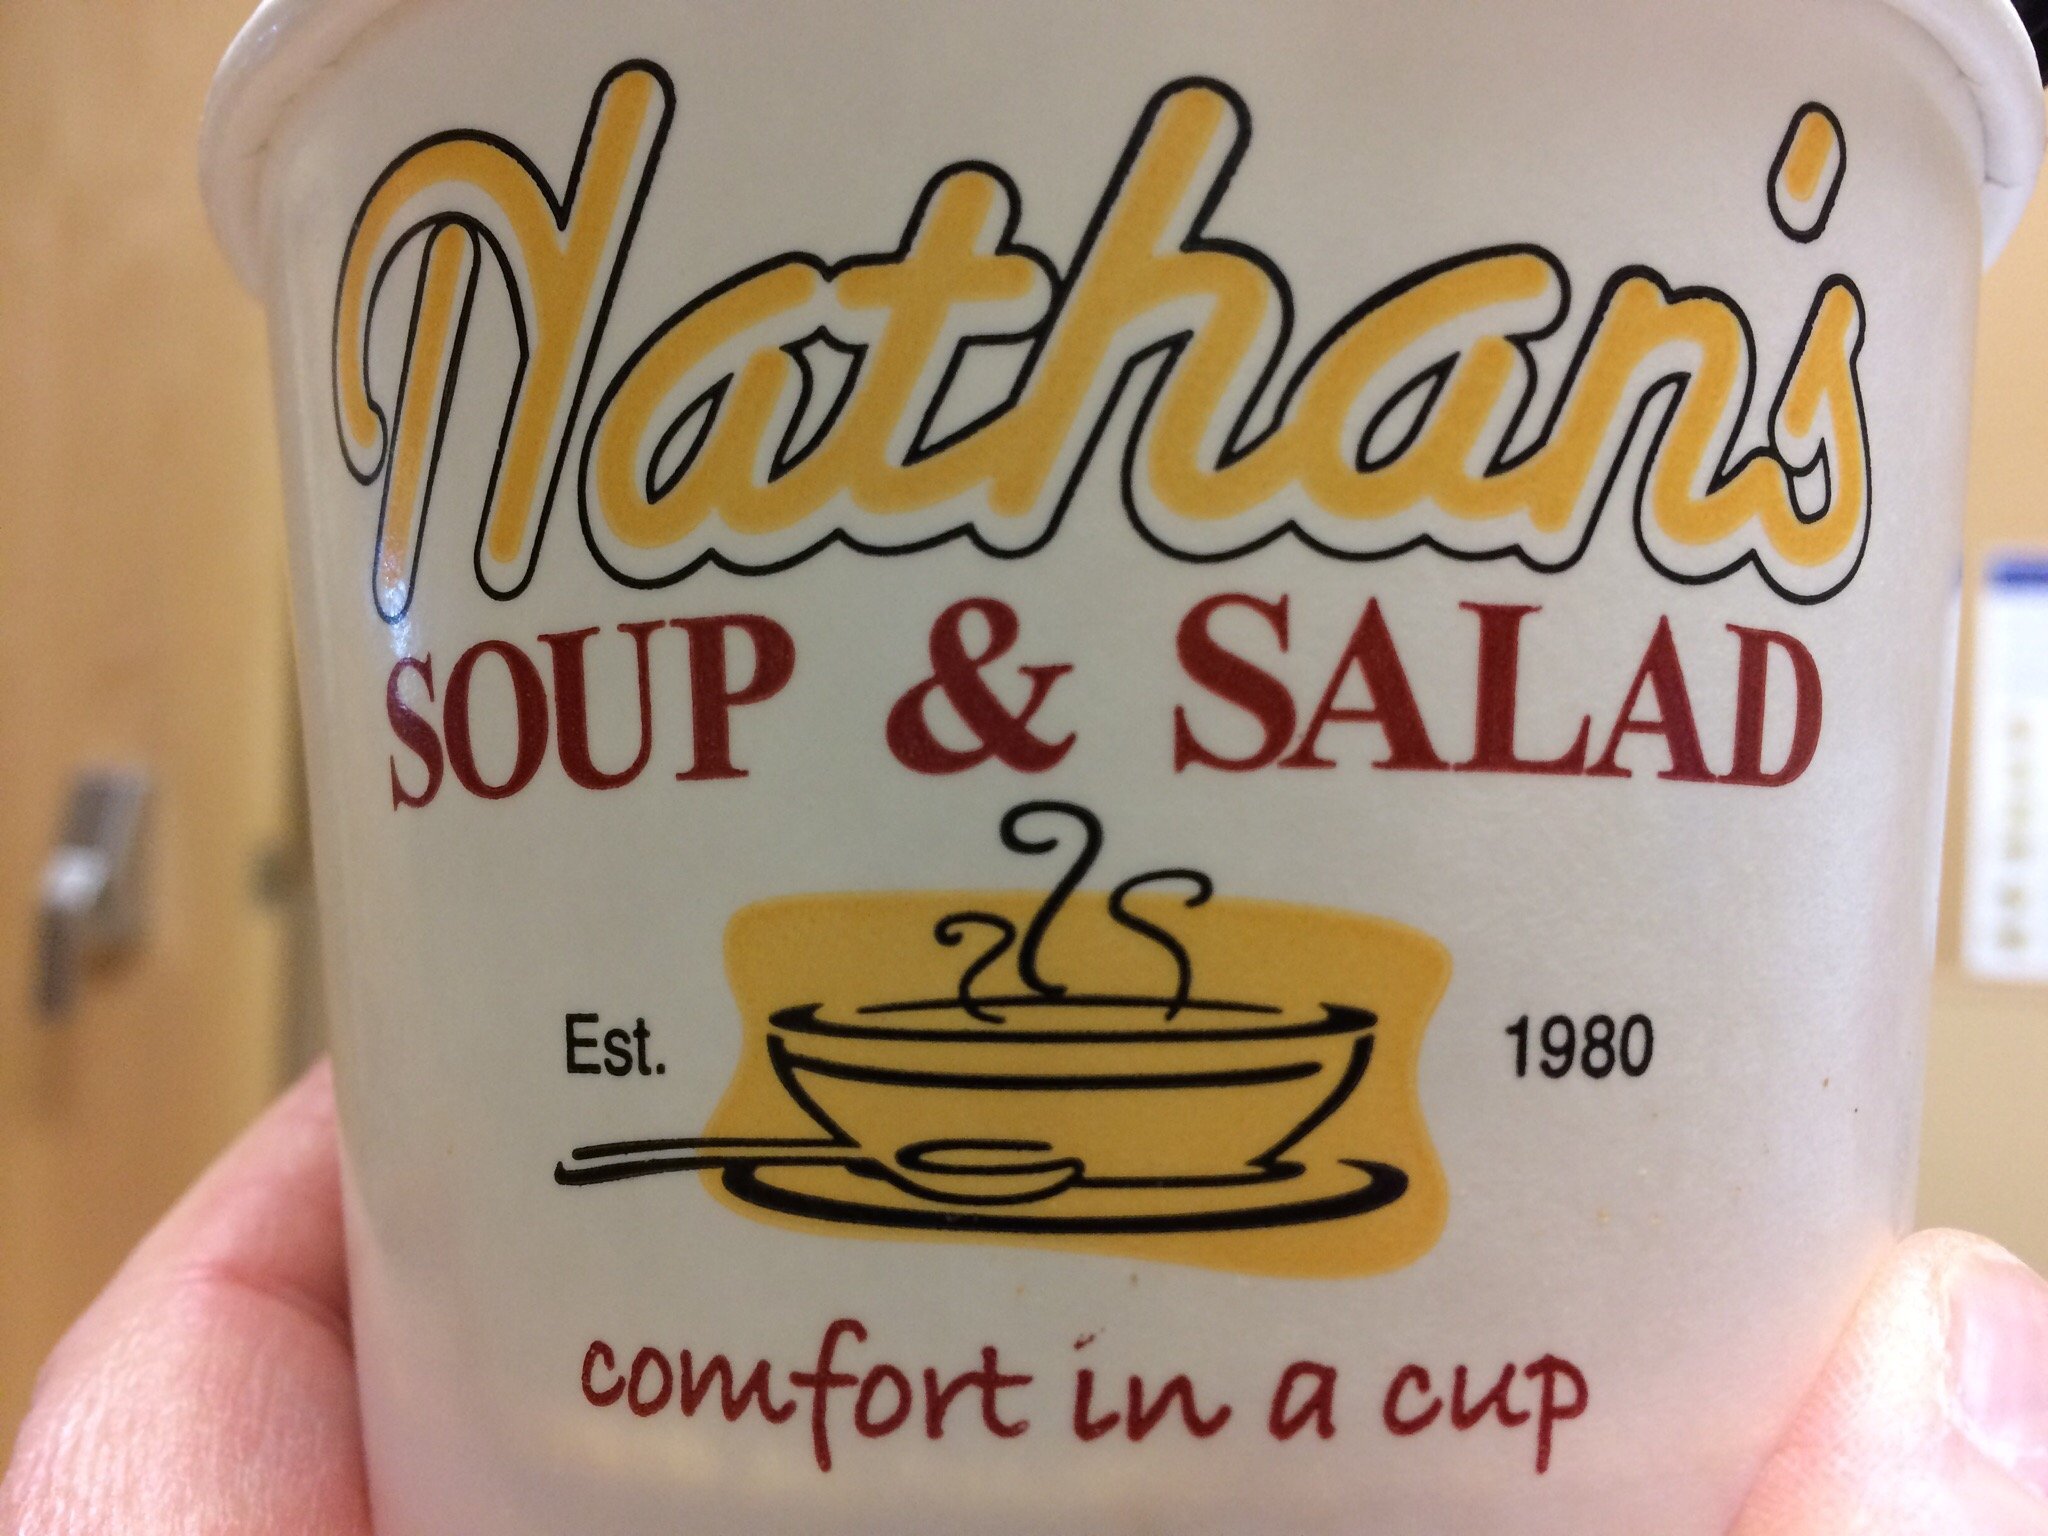 Nathan's
SOUP & SALAD
Est. 1980
comfort in a cup